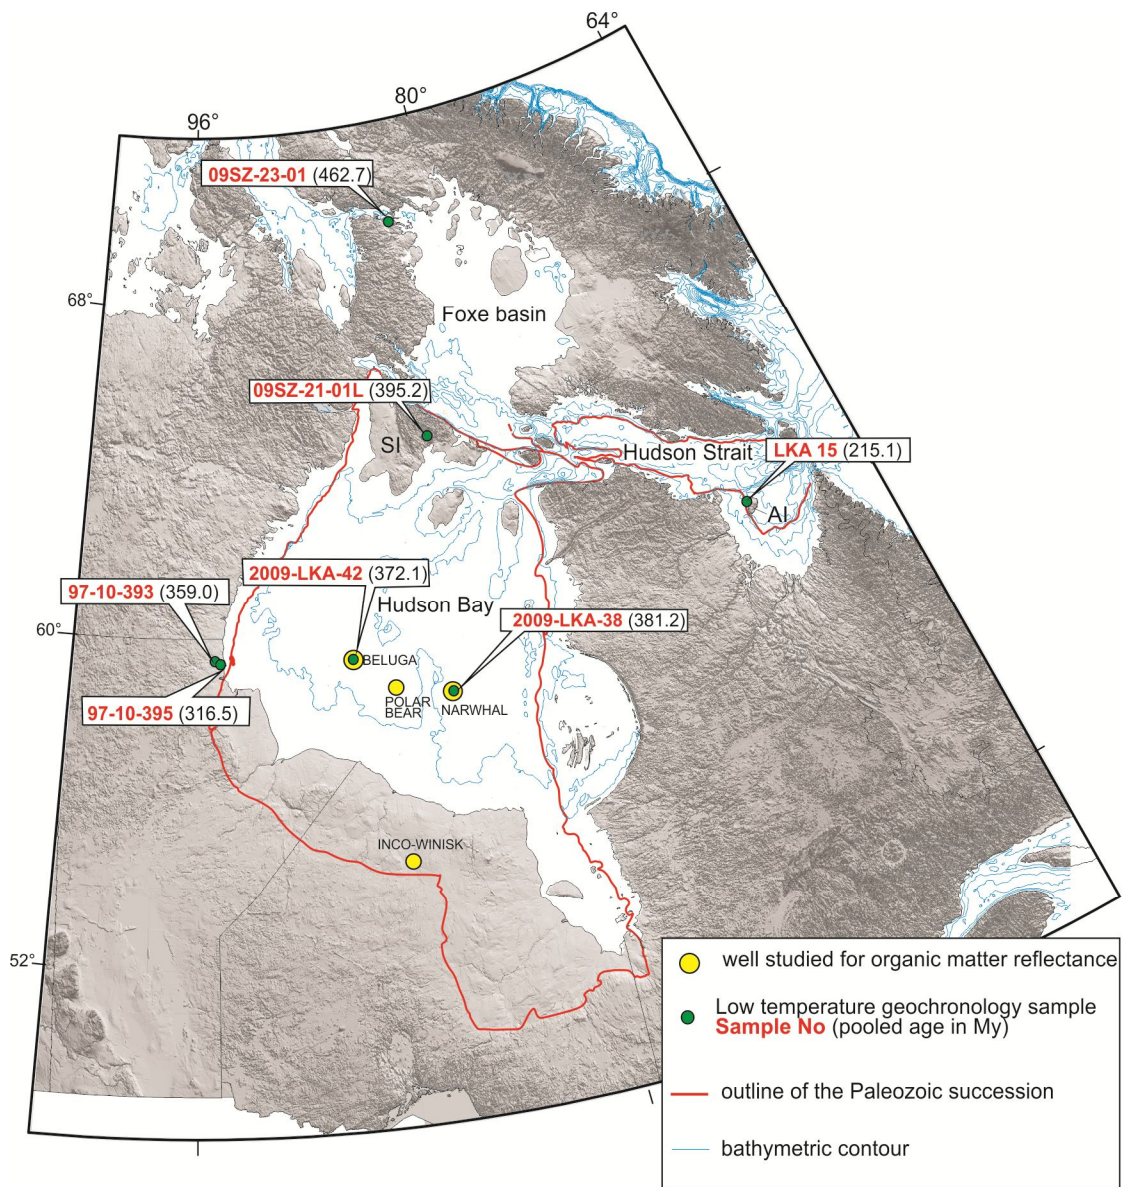 64°
80°
96°
09SZ-23-01 (462.7)
68°
Foxe basin
09SZ-21-01L (395.2)
SI
Hudson Strait
LKA 15 (215.1)
AI
2009-LKA-42 (372.1)
97-10-393 (359.0)
Hudson Bay
2009-LKA-38 (381.2)
60°
BELUGA
POLAR
BEAR
NARWHAL
97-10-395 (316.5)
INCO-WINISK
52°
well studied for organic matter reflectance
Low temperature geochronology sample
Sample No (pooled age in My)
outline of the Paleozoic succession
bathymetric contour